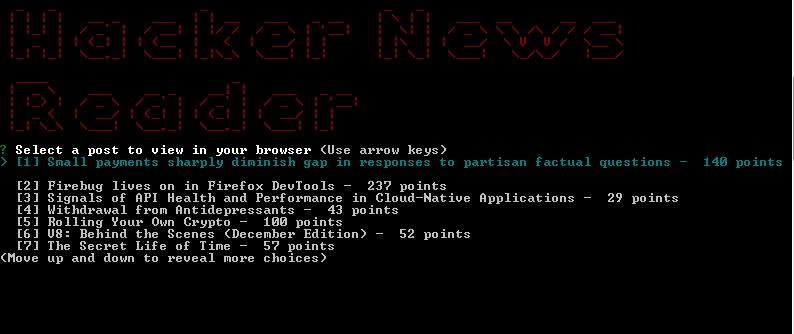 Hacker News
Reader
? Select a post to view in your browser (Use arrow keys)
> [1] Small payments sharply diminish gap in responses to partisan factual questions -  140 points
[2] Firebug lives on in Firefox DevTools -  237 points
[3] Signals of API Health and Performance in Cloud-Native Applications -  29 points
[4] Withdrawal from Antidepressants -  43 points
[5] Rolling Your Own Crypto -  100 points
[6] V8: Behind the Scenes (December Edition) -  52 points
[7] The Secret Life of Time -  57 points
(Move up and down to reveal more choices)